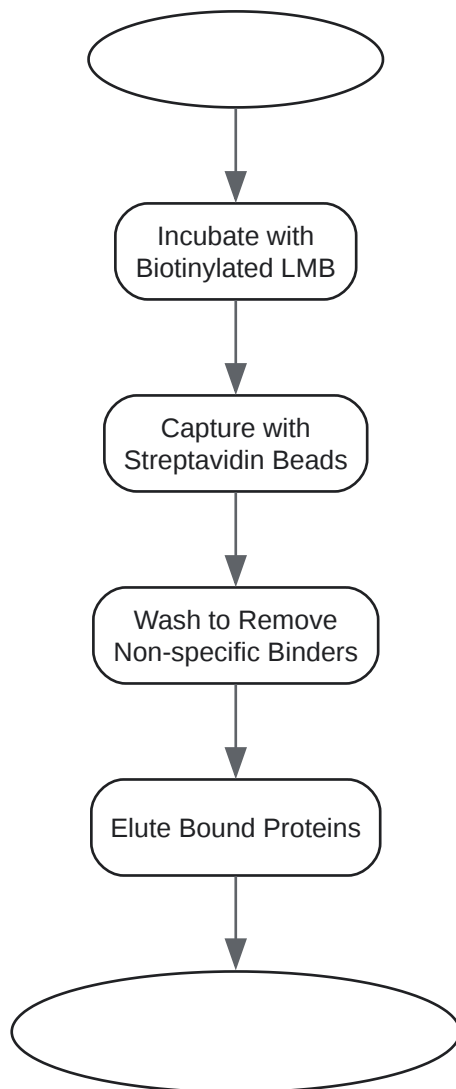 Incubate with
Biotinylated LMB
Capture with
Streptavidin Beads
Wash to Remove
Non-specific Binders
Elute Bound Proteins